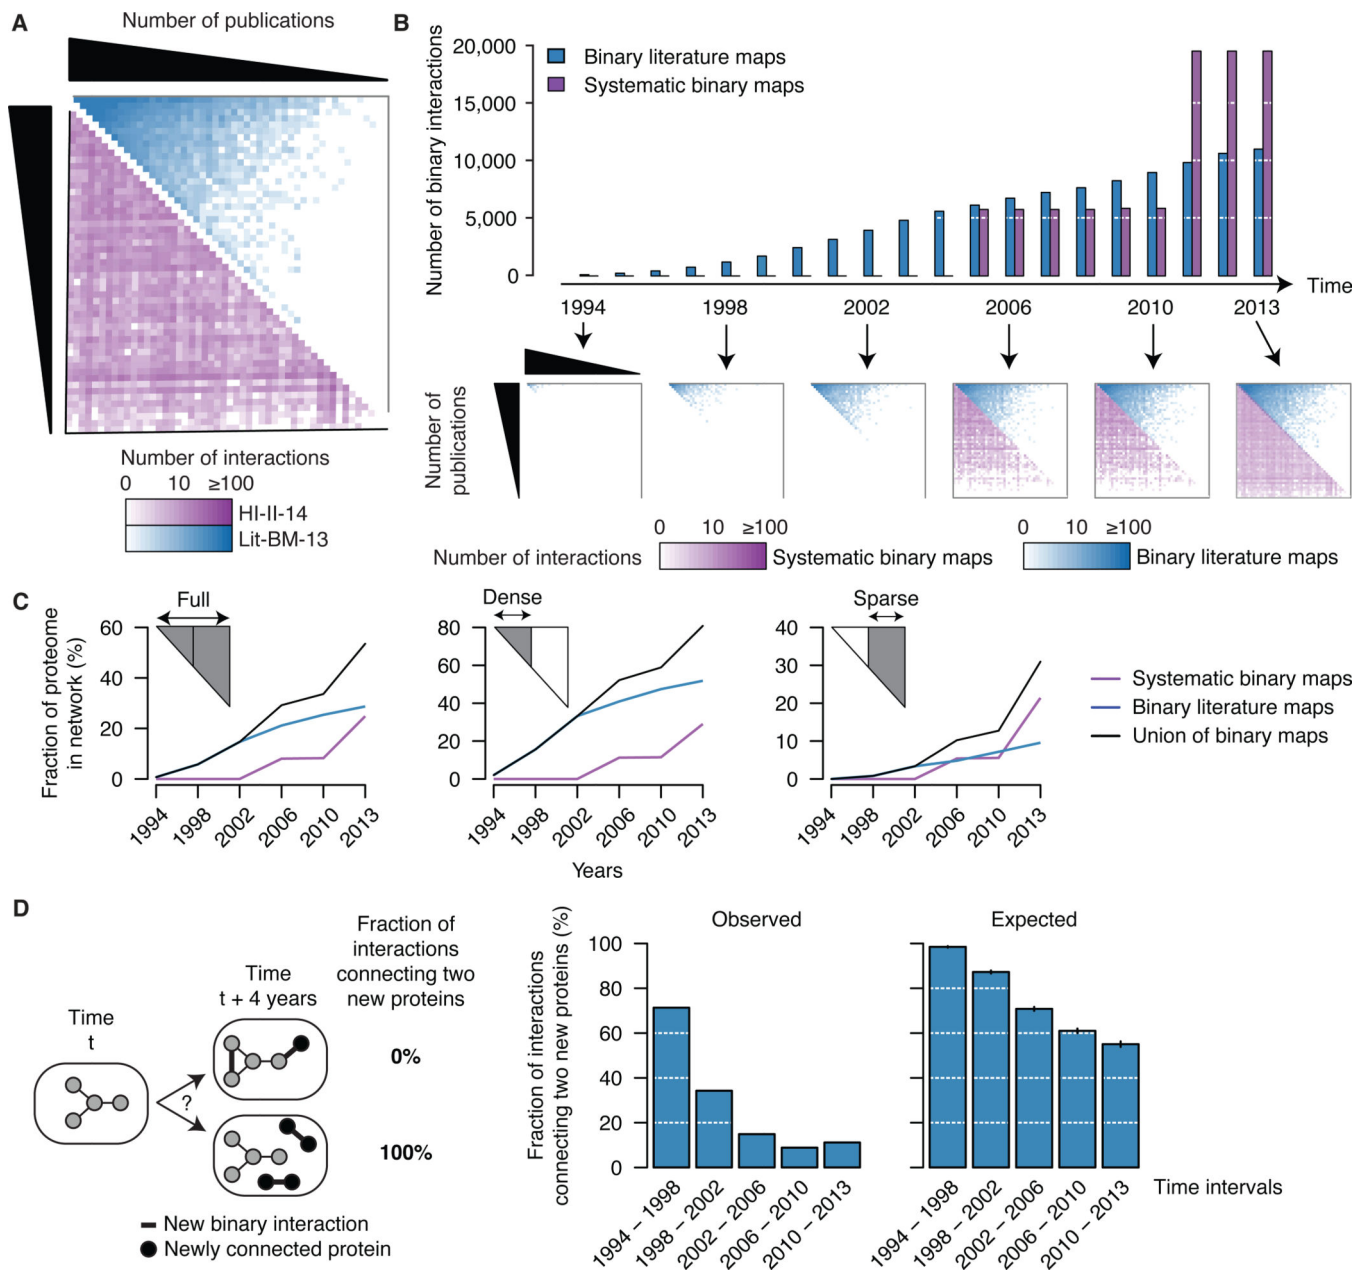 A
Number of publications
Number of interactions
0 10 ≥100
HI-II-14
Lit-BM-13
B
Number of binary interactions
20,000
15,000
10,000
5,000
0
Binary literature maps
Systematic binary maps
1994 1998 2002 2006 2010 2013
Time
Number of
publications
Number of interactions
0 10 ≥100
Systematic binary maps
0 10 ≥100
Binary literature maps
C
Fraction of proteome
in network (%)
Full
60
40
20
0
1994 1998 2002 2006 2010 2013
Dense
80
60
40
20
0
1994 1998 2002 2006 2010 2013
Sparse
40
30
20
10
0
1994 1998 2002 2006 2010 2013
Years
Systematic binary maps
Binary literature maps
Union of binary maps
D
Time
t
?
Time
t + 4 years
Fraction of
interactions
connecting two
new proteins
0%
100%
New binary interaction
Newly connected protein
Fraction of interactions
connecting two new proteins (%)
Observed
100
80
60
40
20
0
1994 – 1998
1998 – 2002
2002 – 2006
2006 – 2010
2010 – 2013
Expected
1994 – 1998
1998 – 2002
2002 – 2006
2006 – 2010
2010 – 2013
Time intervals